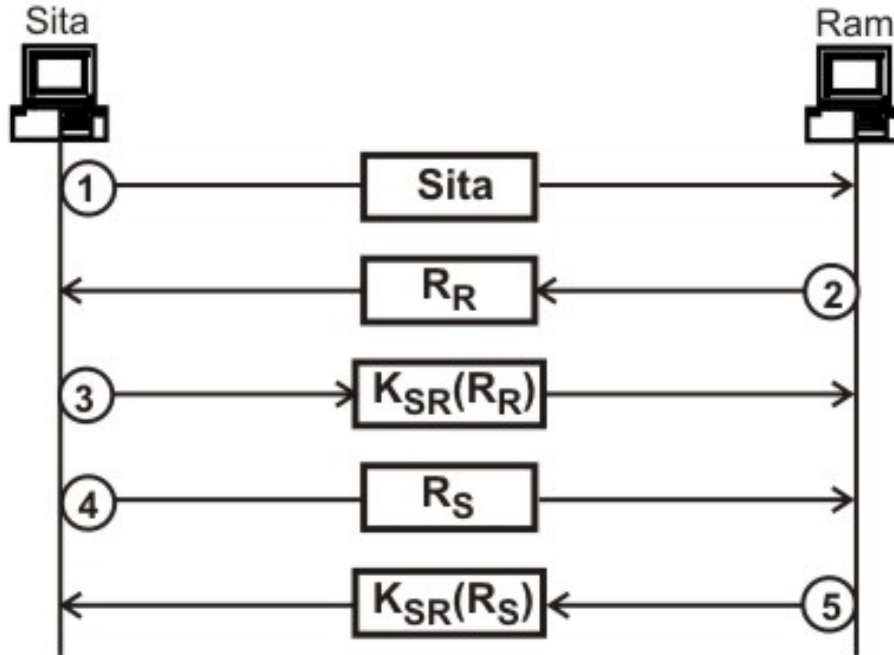 Sita
Ram
1 Sita
R_R 2
3 K_SR(R_R)
4 R_S
K_SR(R_S) 5